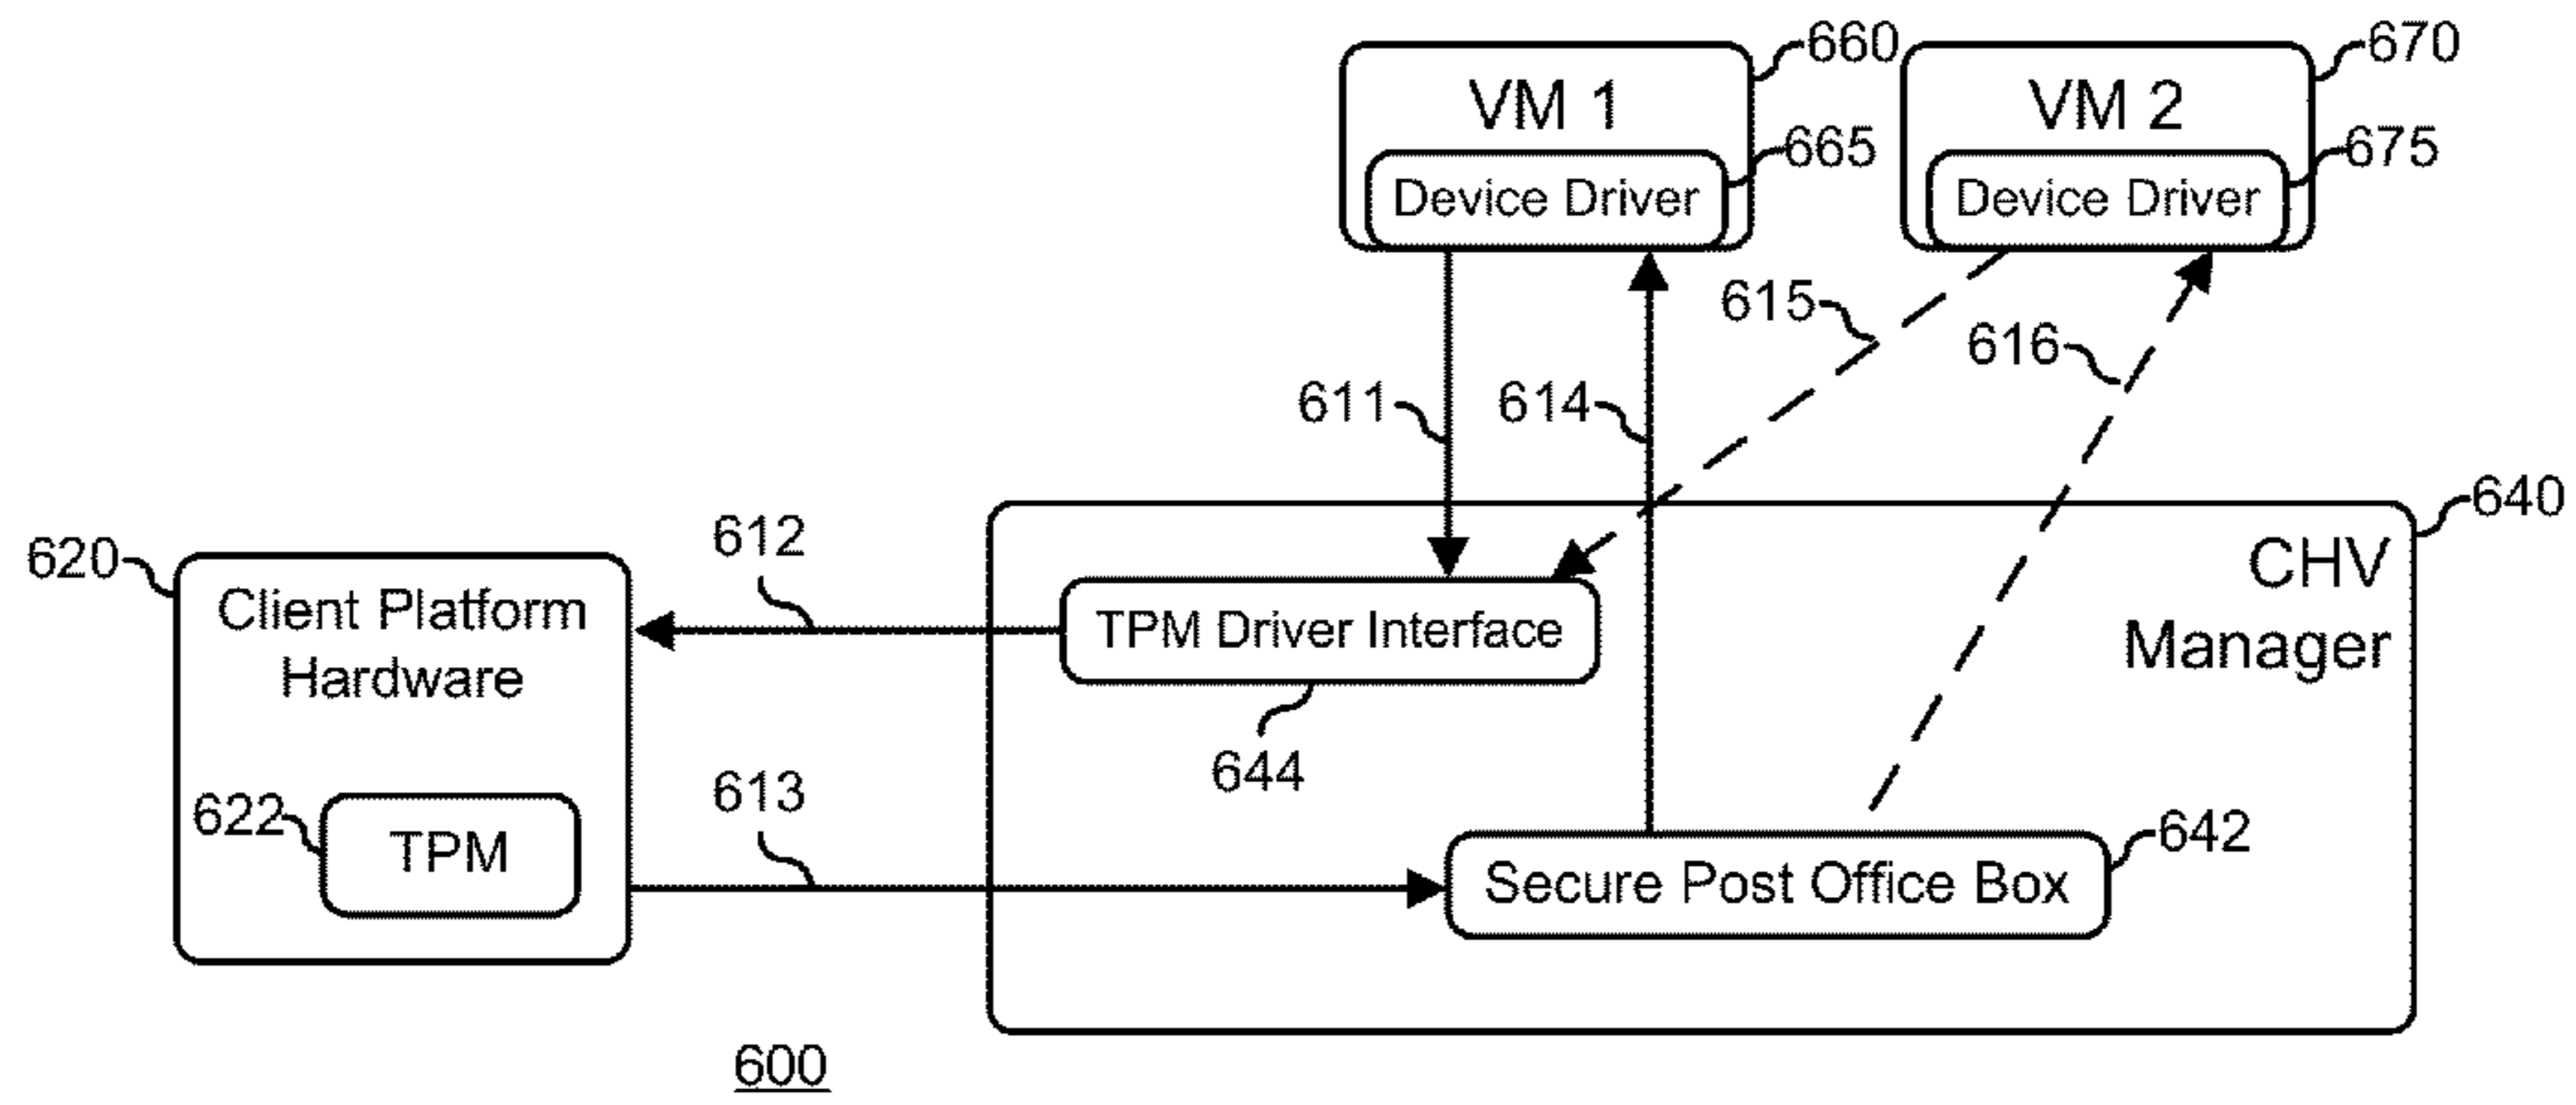 660
670
VM 1
VM 2
665
675
Device Driver
Device Driver
615
616
611
614
640
612
620
CHV
Manager
Client Platform
Hardware
TPM Driver Interface
644
613
622
TPM
642
Secure Post Office Box
600